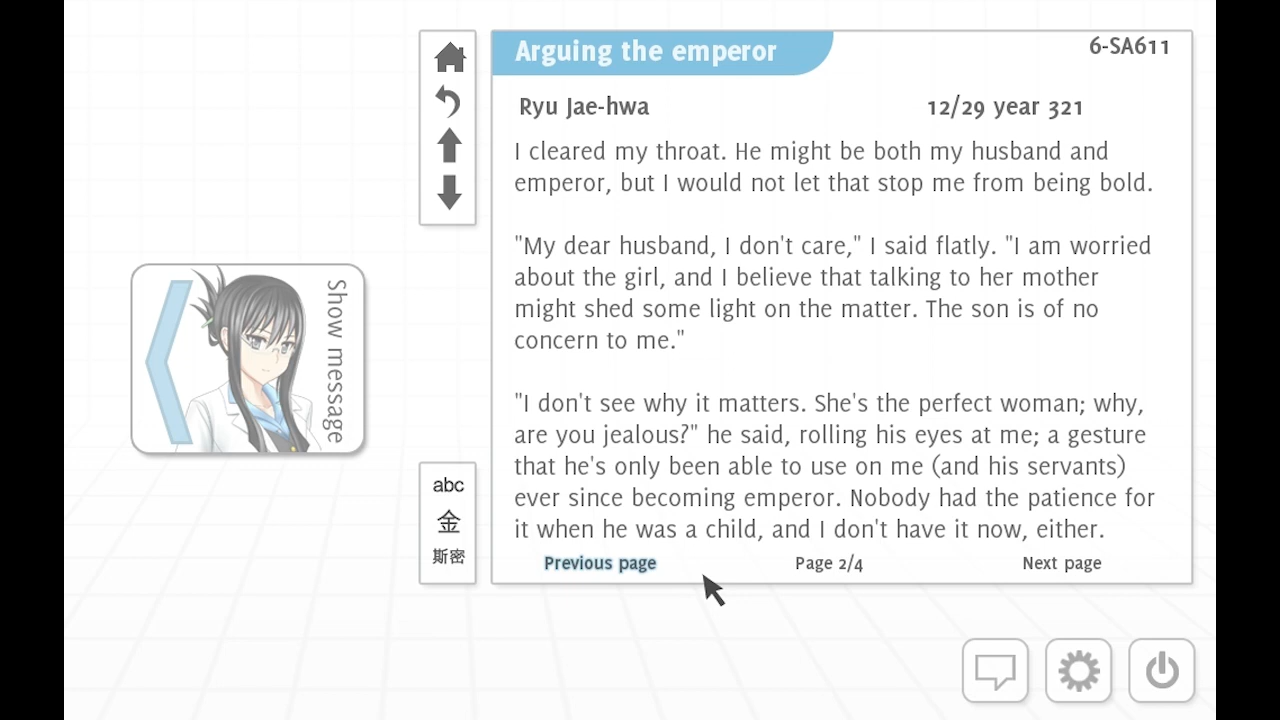 Arguing the emperor
6-SA611
Ryu Jae-hwa
12/29 year 321
I cleared my throat. He might be both my husband and
emperor, but I would not let that stop me from being bold.
"My dear husband, I don't care," I said flatly. "I am worried
about the girl, and I believe that talking to her mother
might shed some light on the matter. The son is of no
concern to me."
"I don't see why it matters. She's the perfect woman; why,
are you jealous?" he said, rolling his eyes at me; a gesture
that he's only been able to use on me (and his servants)
ever since becoming emperor. Nobody had the patience for
it when he was a child, and I don't have it now, either.
Previous page
Page 2/4
Next page
Show message
abc
金
斯密